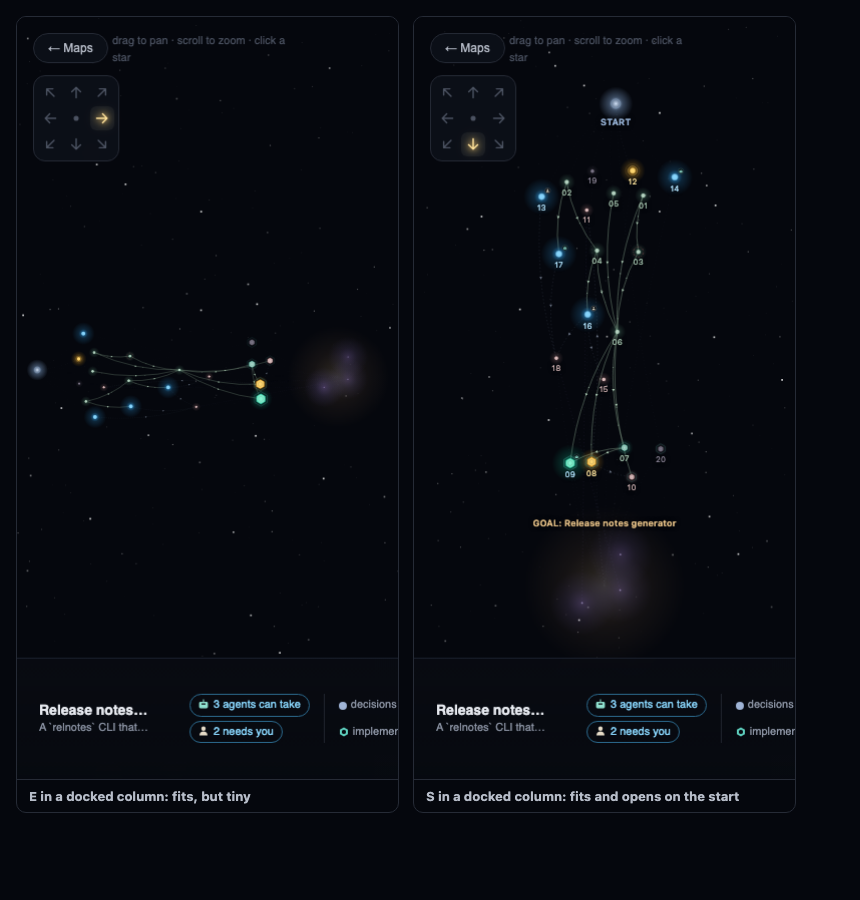 ← Maps
drag to pan · scroll to zoom · click a
star
Release notes…
A `relnotes` CLI that…
3 agents can take
2 needs you
decisions
implemer
E in a docked column: fits, but tiny
← Maps
drag to pan · scroll to zoom · click a
star
START
19
12
14
02
13
05
01
11
17
04
03
16
06
18
15
09
08
07
20
10
GOAL: Release notes generator
Release notes…
A `relnotes` CLI that…
3 agents can take
2 needs you
decisions
implemer
S in a docked column: fits and opens on the start